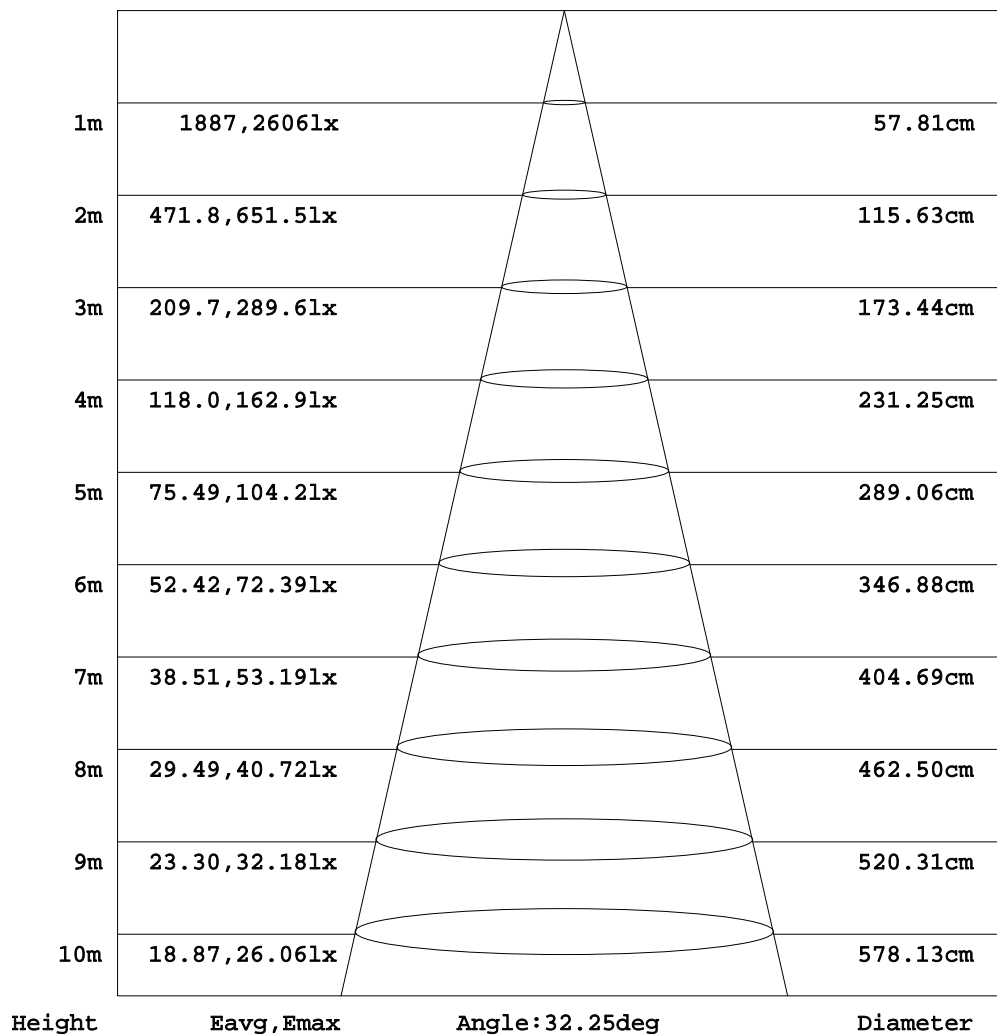 1m 1887,2606lx 57.81cm
2m 471.8,651.5lx 115.63cm
3m 209.7,289.6lx 173.44cm
4m 118.0,162.9lx 231.25cm
5m 75.49,104.2lx 289.06cm
6m 52.42,72.39lx 346.88cm
7m 38.51,53.19lx 404.69cm
8m 29.49,40.72lx 462.50cm
9m 23.30,32.18lx 520.31cm
10m 18.87,26.06lx 578.13cm
Height Eavg,Emax Angle:32.25deg Diameter